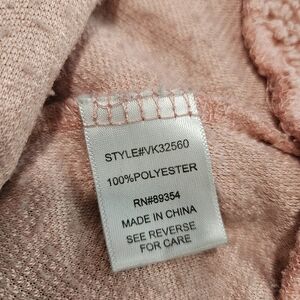 STYLE#VK32560
100%POLYESTER
RN#89354
MADE IN CHINA
SEE REVERSE
FOR CARE